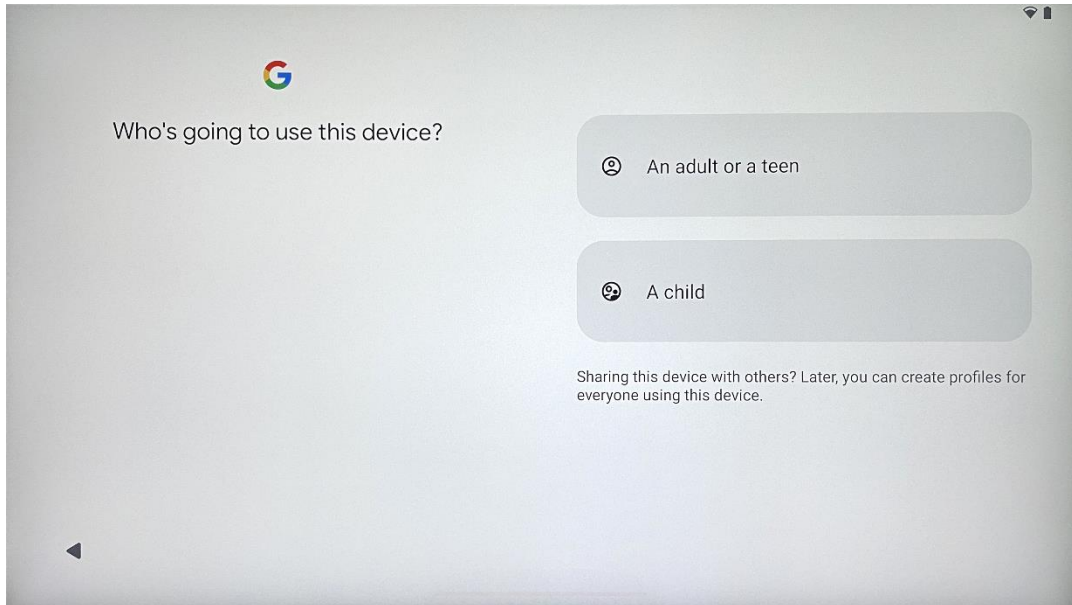 Who's going to use this device?
An adult or a teen
A child
Sharing this device with others? Later, you can create profiles for
everyone using this device.